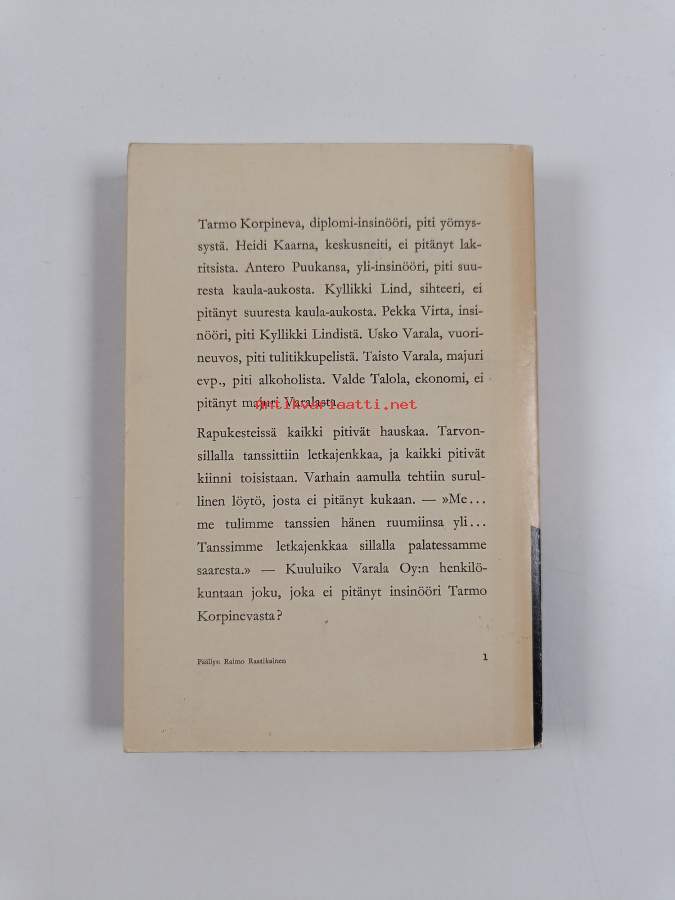 Tarmo Korpineva, diplomi-insinööri, piti yömys-
systä. Heidi Kaarna, keskusneiti, ei pitänyt lak-
ritsista. Antero Puukansa, yli-insinööri, piti suu-
resta kaula-aukosta. Kyllikki Lind, sihteeri, ei
pitänyt suuresta kaula-aukosta. Pekka Virta, insi-
nööri, piti Kyllikki Lindistä. Usko Varala, vuori-
neuvos, piti tulitikkupelistä. Taisto Varala, majuri
evp., piti alkoholista. Valde Talola, ekonomi, ei
pitänyt majuri Varalasta.
antikvariaatti.net
Rapukesteissä kaikki pitivät hauskaa. Tarvon-
sillalla tanssittiin letkajenkkaa, ja kaikki pitivät
kiinni toisistaan. Varhain aamulla tehtiin surul-
linen löytö, josta ei pitänyt kukaan. — »Me...
me tulimme tanssien hänen ruumiinsa yli...
Tanssimme letkajenkkaa sillalla palatessamme
saaresta.» — Kuuluiko Varala Oy:n henkilö-
kuntaan joku, joka ei pitänyt insinööri Tarmo
Korpinevasta?
Päällys Raimo Raatikainen 1